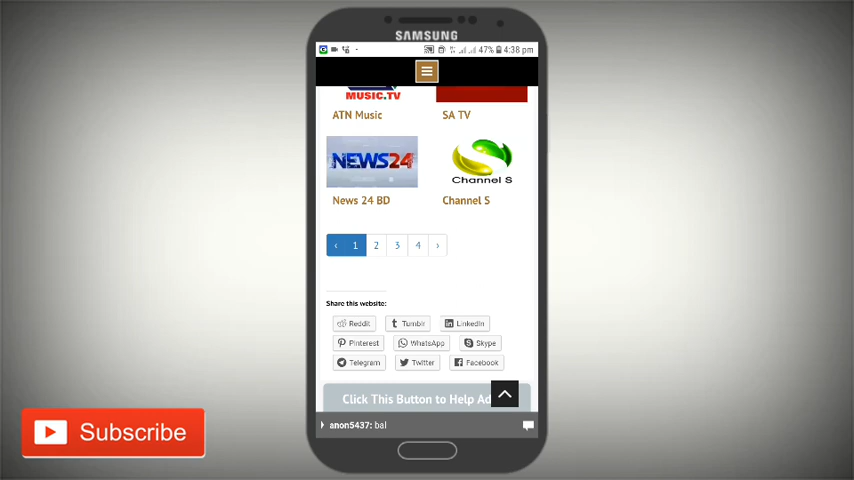 SAMSUNG
47% 4:38 pm
MUSIC.TV
ATN Music
SA TV
NEWS24
Channel S
News 24 BD
Channel S
‹ 1 2 3 4 ›
Share this website:
Reddit Tumblr LinkedIn
Pinterest WhatsApp Skype
Telegram Twitter Facebook
Click This Button to Help Ad
anon5437: bal
Subscribe